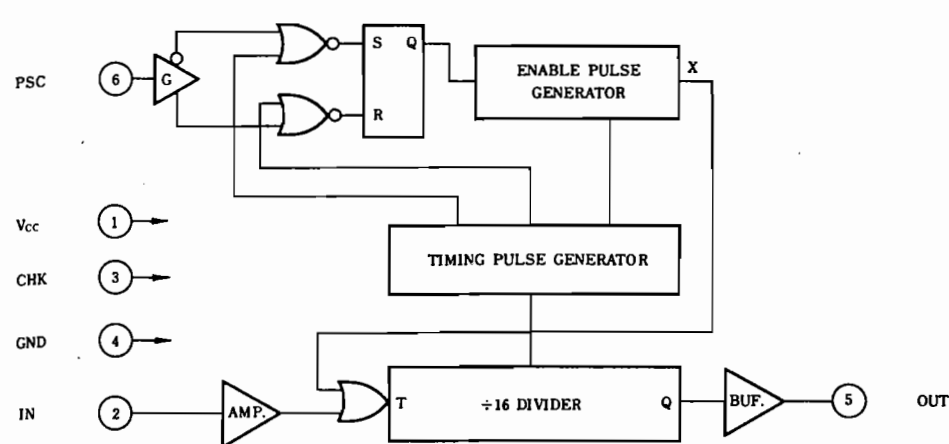 PSC
6
G
S
Q
R
ENABLE PULSE
GENERATOR
X
Vcc
1
TIMING PULSE GENERATOR
CHK
3
GND
4
IN
2
AMP.
T
÷16 DIVIDER
Q
BUF.
5
OUT